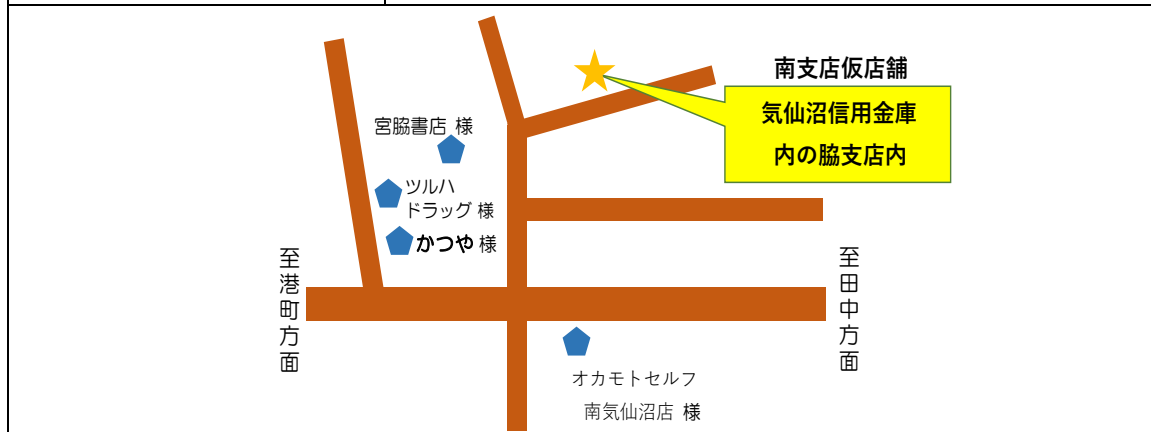 南支店仮店舗
気仙沼信用金庫
内の脇支店内
宮脇書店 様
ツルハ
ドラッグ 様
かつや 様
至港町方面
至田中方面
オカモトセルフ
南気仙沼店 様